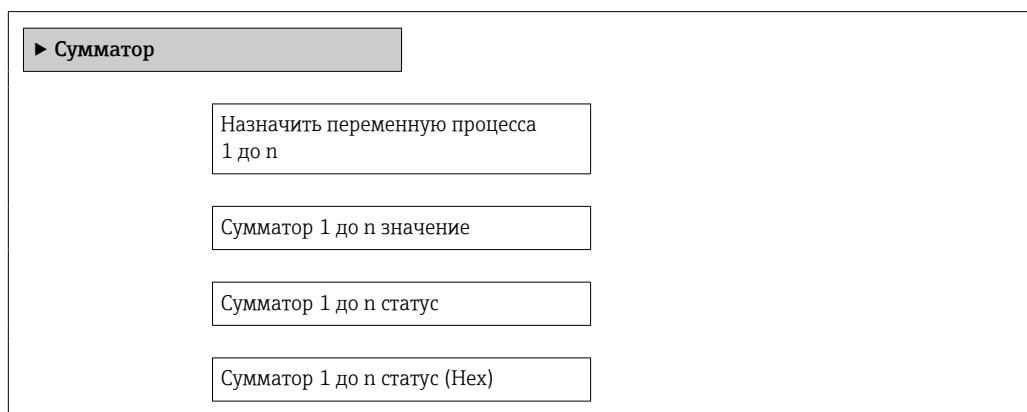 ► Сумматор
Назначить переменную процесса
1 до n
Сумматор 1 до n значение
Сумматор 1 до n статус
Сумматор 1 до n статус (Hex)